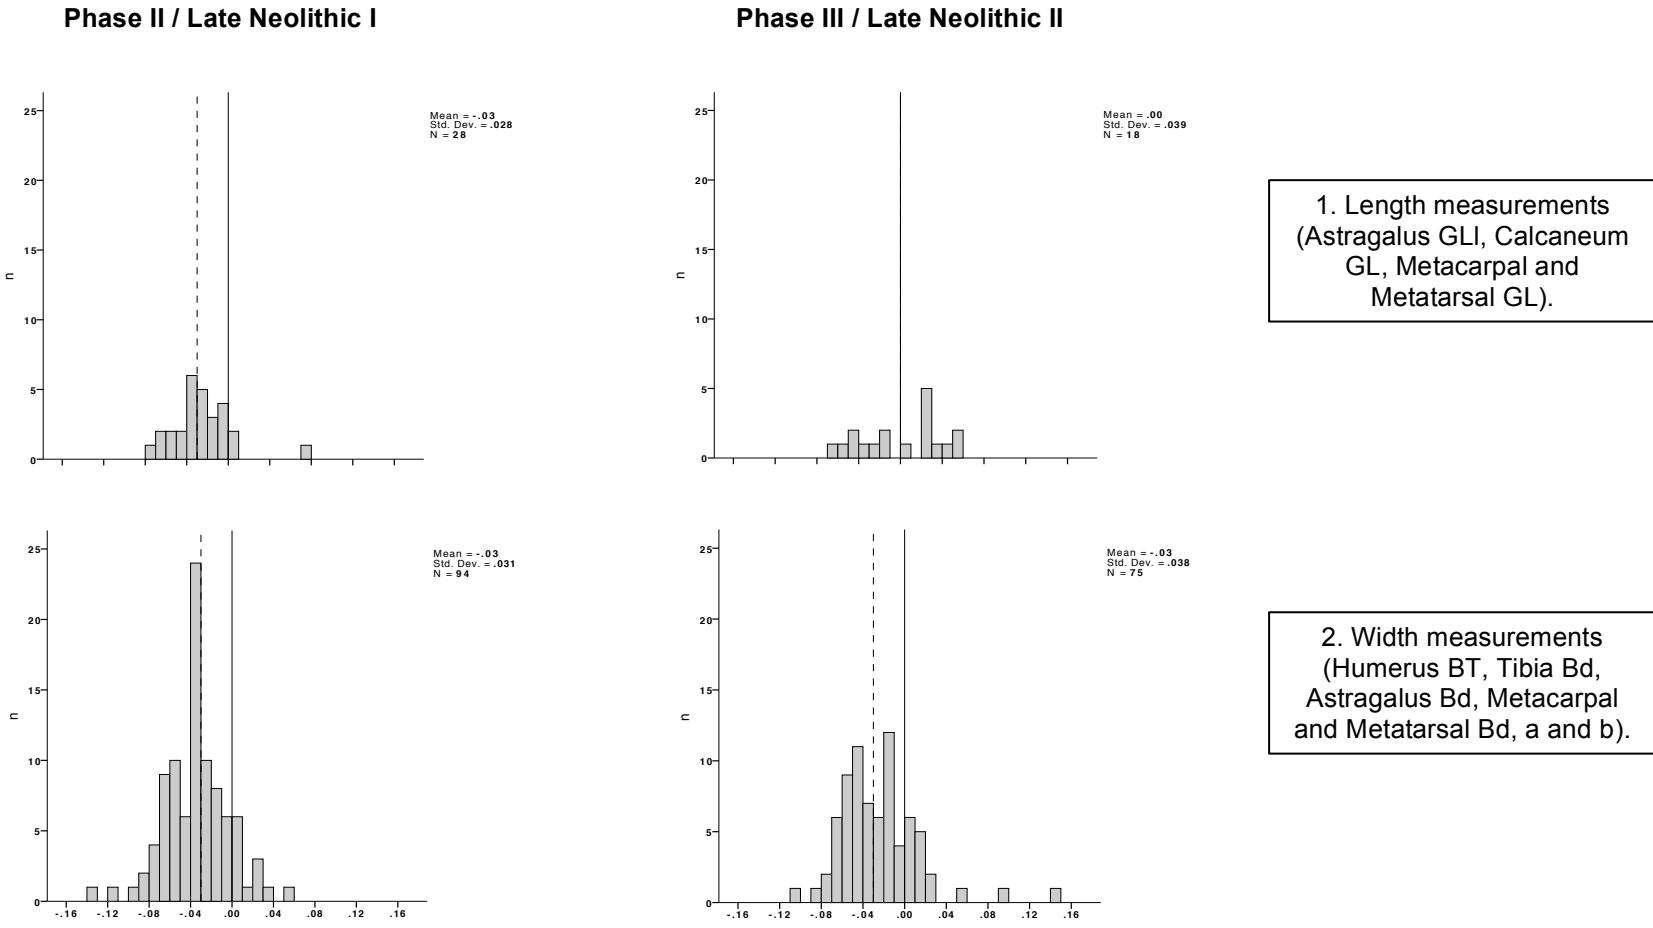 Phase II / Late Neolithic I
Phase III / Late Neolithic II
25
20
15
10
5
0
n
Mean = -.03
Std. Dev. = .028
N = 28
25
20
15
10
5
0
n
Mean = .00
Std. Dev. = .039
N = 18
1. Length measurements
(Astragalus GLl, Calcaneum
GL, Metacarpal and
Metatarsal GL).
25
20
15
10
5
0
n
-.16 -.12 -.08 -.04 .00 .04 .08 .12 .16
Mean = -.03
Std. Dev. = .031
N = 94
25
20
15
10
5
0
n
-.16 -.12 -.08 -.04 .00 .04 .08 .12 .16
Mean = -.03
Std. Dev. = .038
N = 75
2. Width measurements
(Humerus BT, Tibia Bd,
Astragalus Bd, Metacarpal
and Metatarsal Bd, a and b).